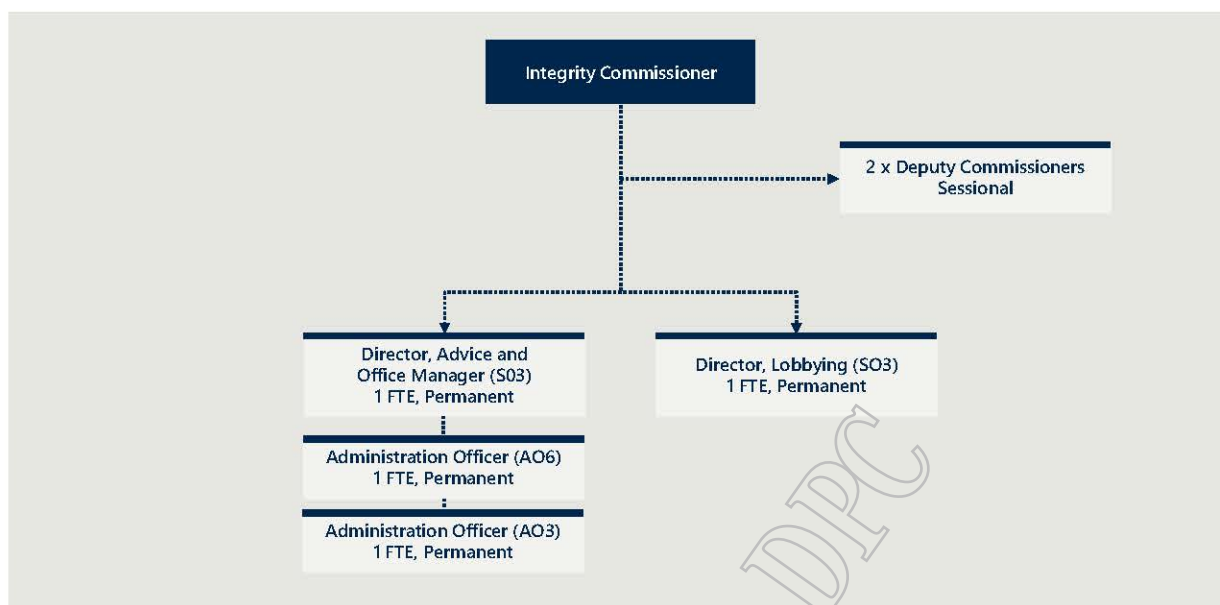 Integrity Commissioner
2 x Deputy Commissioners
Sessional
Director, Advice and
Office Manager (S03)
1 FTE, Permanent
Director, Lobbying (SO3)
1 FTE, Permanent
Administration Officer (AO6)
1 FTE, Permanent
Administration Officer (AO3)
1 FTE, Permanent
DPC